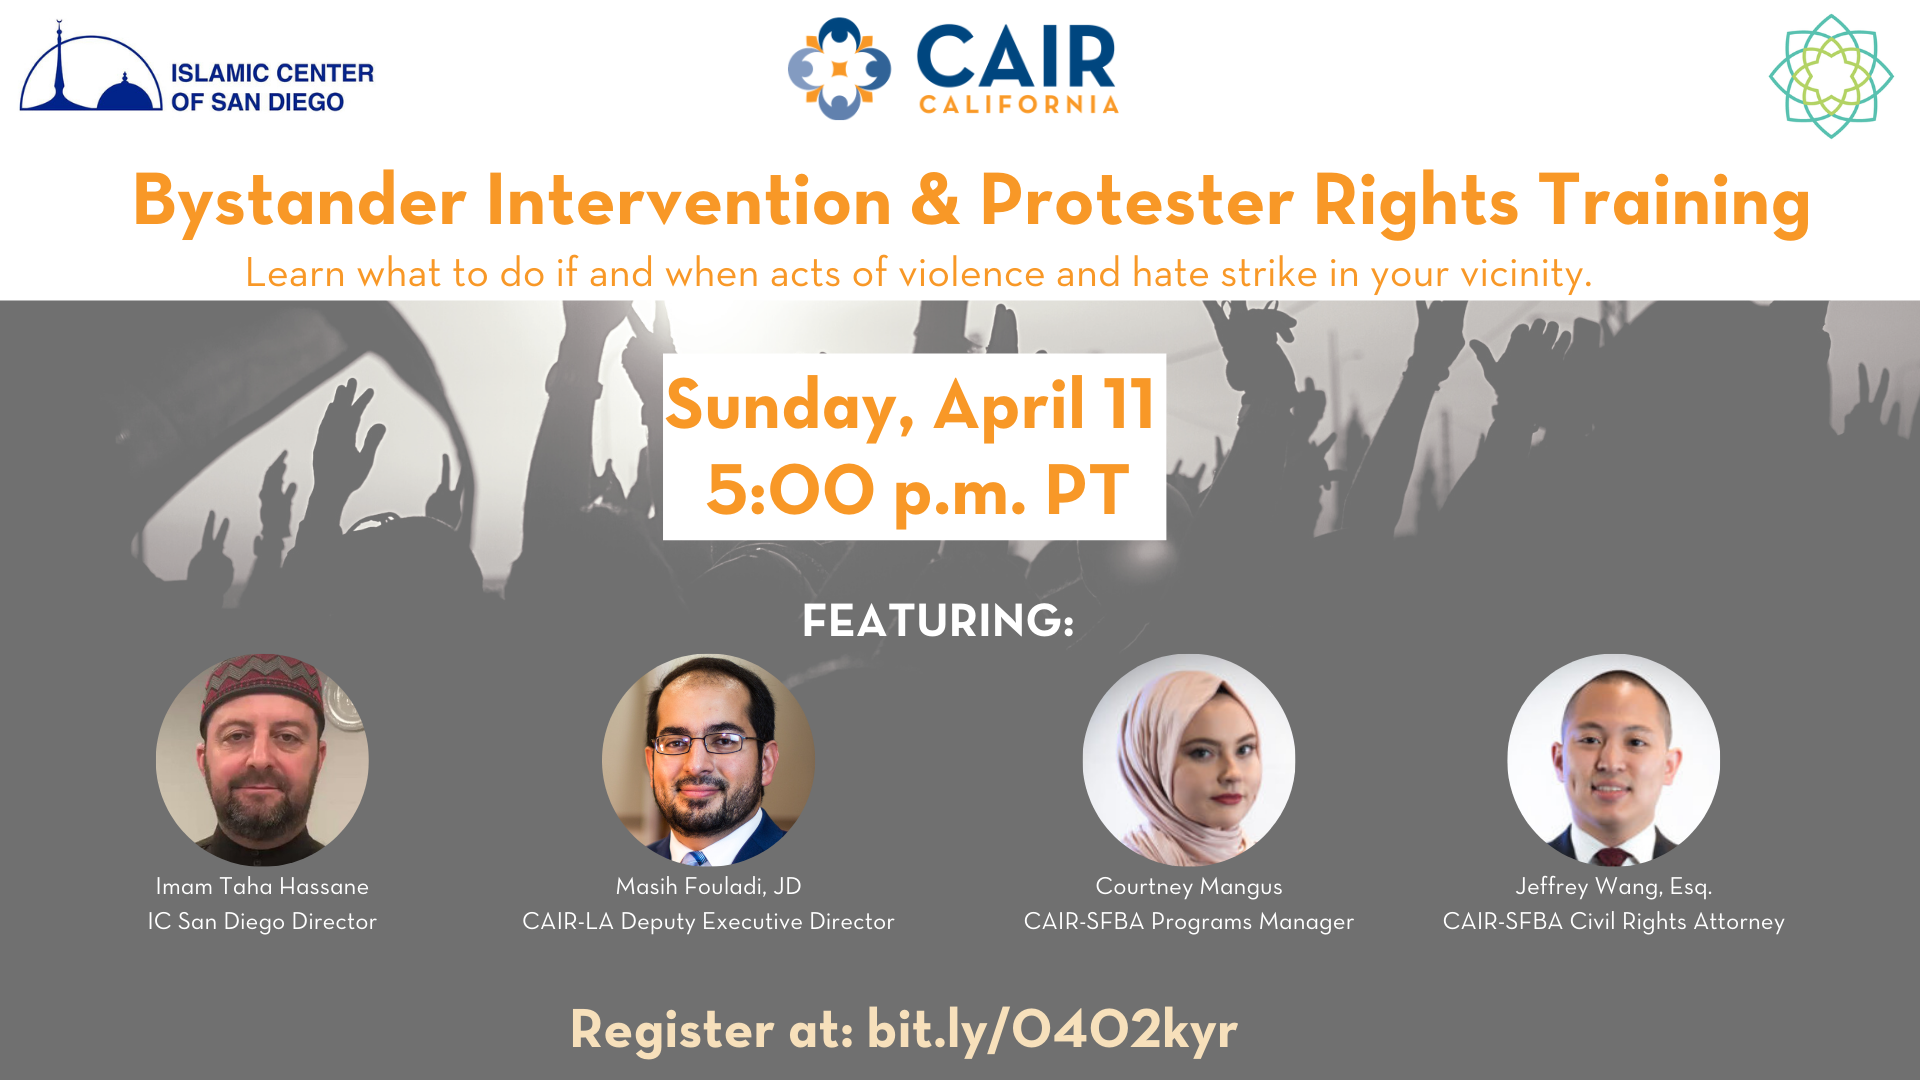 ISLAMIC CENTER
OF SAN DIEGO
CAIR
CALIFORNIA
Bystander Intervention & Protester Rights Training
Learn what to do if and when acts of violence and hate strike in your vicinity.
Sunday, April 11
5:00 p.m. PT
FEATURING:
Imam Taha Hassane
IC San Diego Director
Masih Fouladi, JD
CAIR-LA Deputy Executive Director
Courtney Mangus
CAIR-SFBA Programs Manager
Jeffrey Wang, Esq.
CAIR-SFBA Civil Rights Attorney
Register at: bit.ly/0402kyr